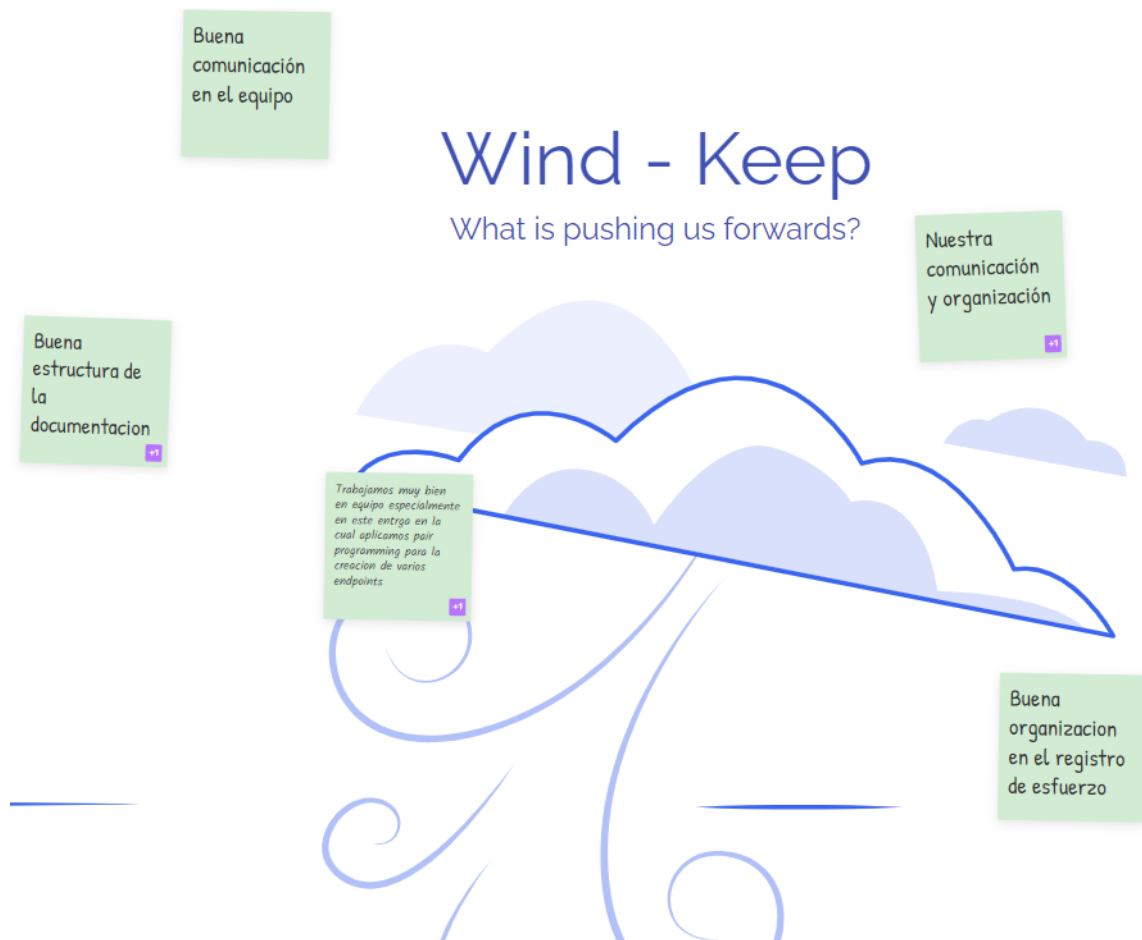 Buena
comunicación
en el equipo
Wind - Keep
What is pushing us forwards?
Nuestra
comunicación
y organización
+1
Buena
estructura de
la
documentacion
+1
Trabajamos muy bien
en equipo especialmente
en este entrga en la
cual aplicamos pair
programming para la
creacion de varios
endpoints
+1
Buena
organizacion
en el registro
de esfuerzo